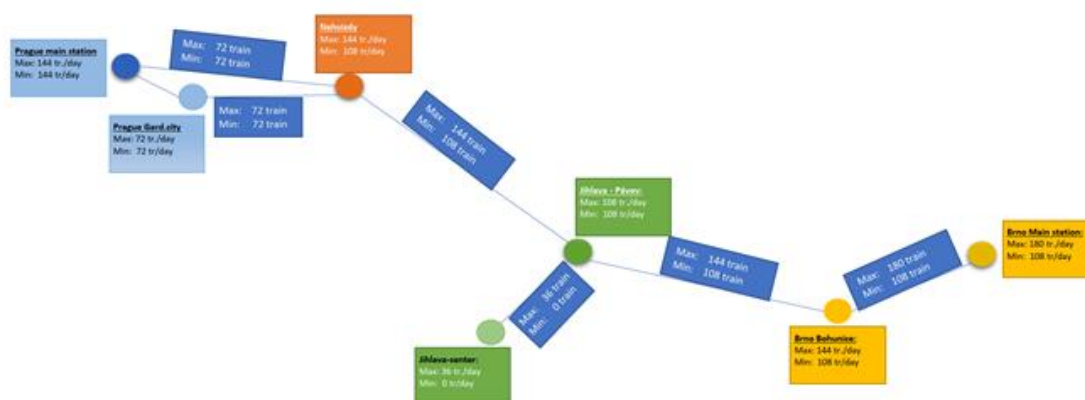 Prague main station
Max: 144 tr./day
Min: 144 tr/day
Max: 72 train
Min: 72 train
Max: 144 tr./day
Min: 108 tr/day
Prague Gard.city
Max: 72 tr./day
Min: 72 tr/day
Max: 72 train
Min: 72 train
Max: 144 train
Min: 108 train
Jihlava - Pávov:
Max: 108 tr./day
Min: 108 tr/day
Max: 36 train
Min: 0 train
Jihlava-center:
Max: 36 tr./day
Min: 0 tr/day
Max: 144 train
Min: 108 train
Brno Bohunice:
Max: 144 tr./day
Min: 108 tr/day
Max: 180 train
Min: 108 train
Brno Main station:
Max: 180 tr./day
Min: 108 tr/day